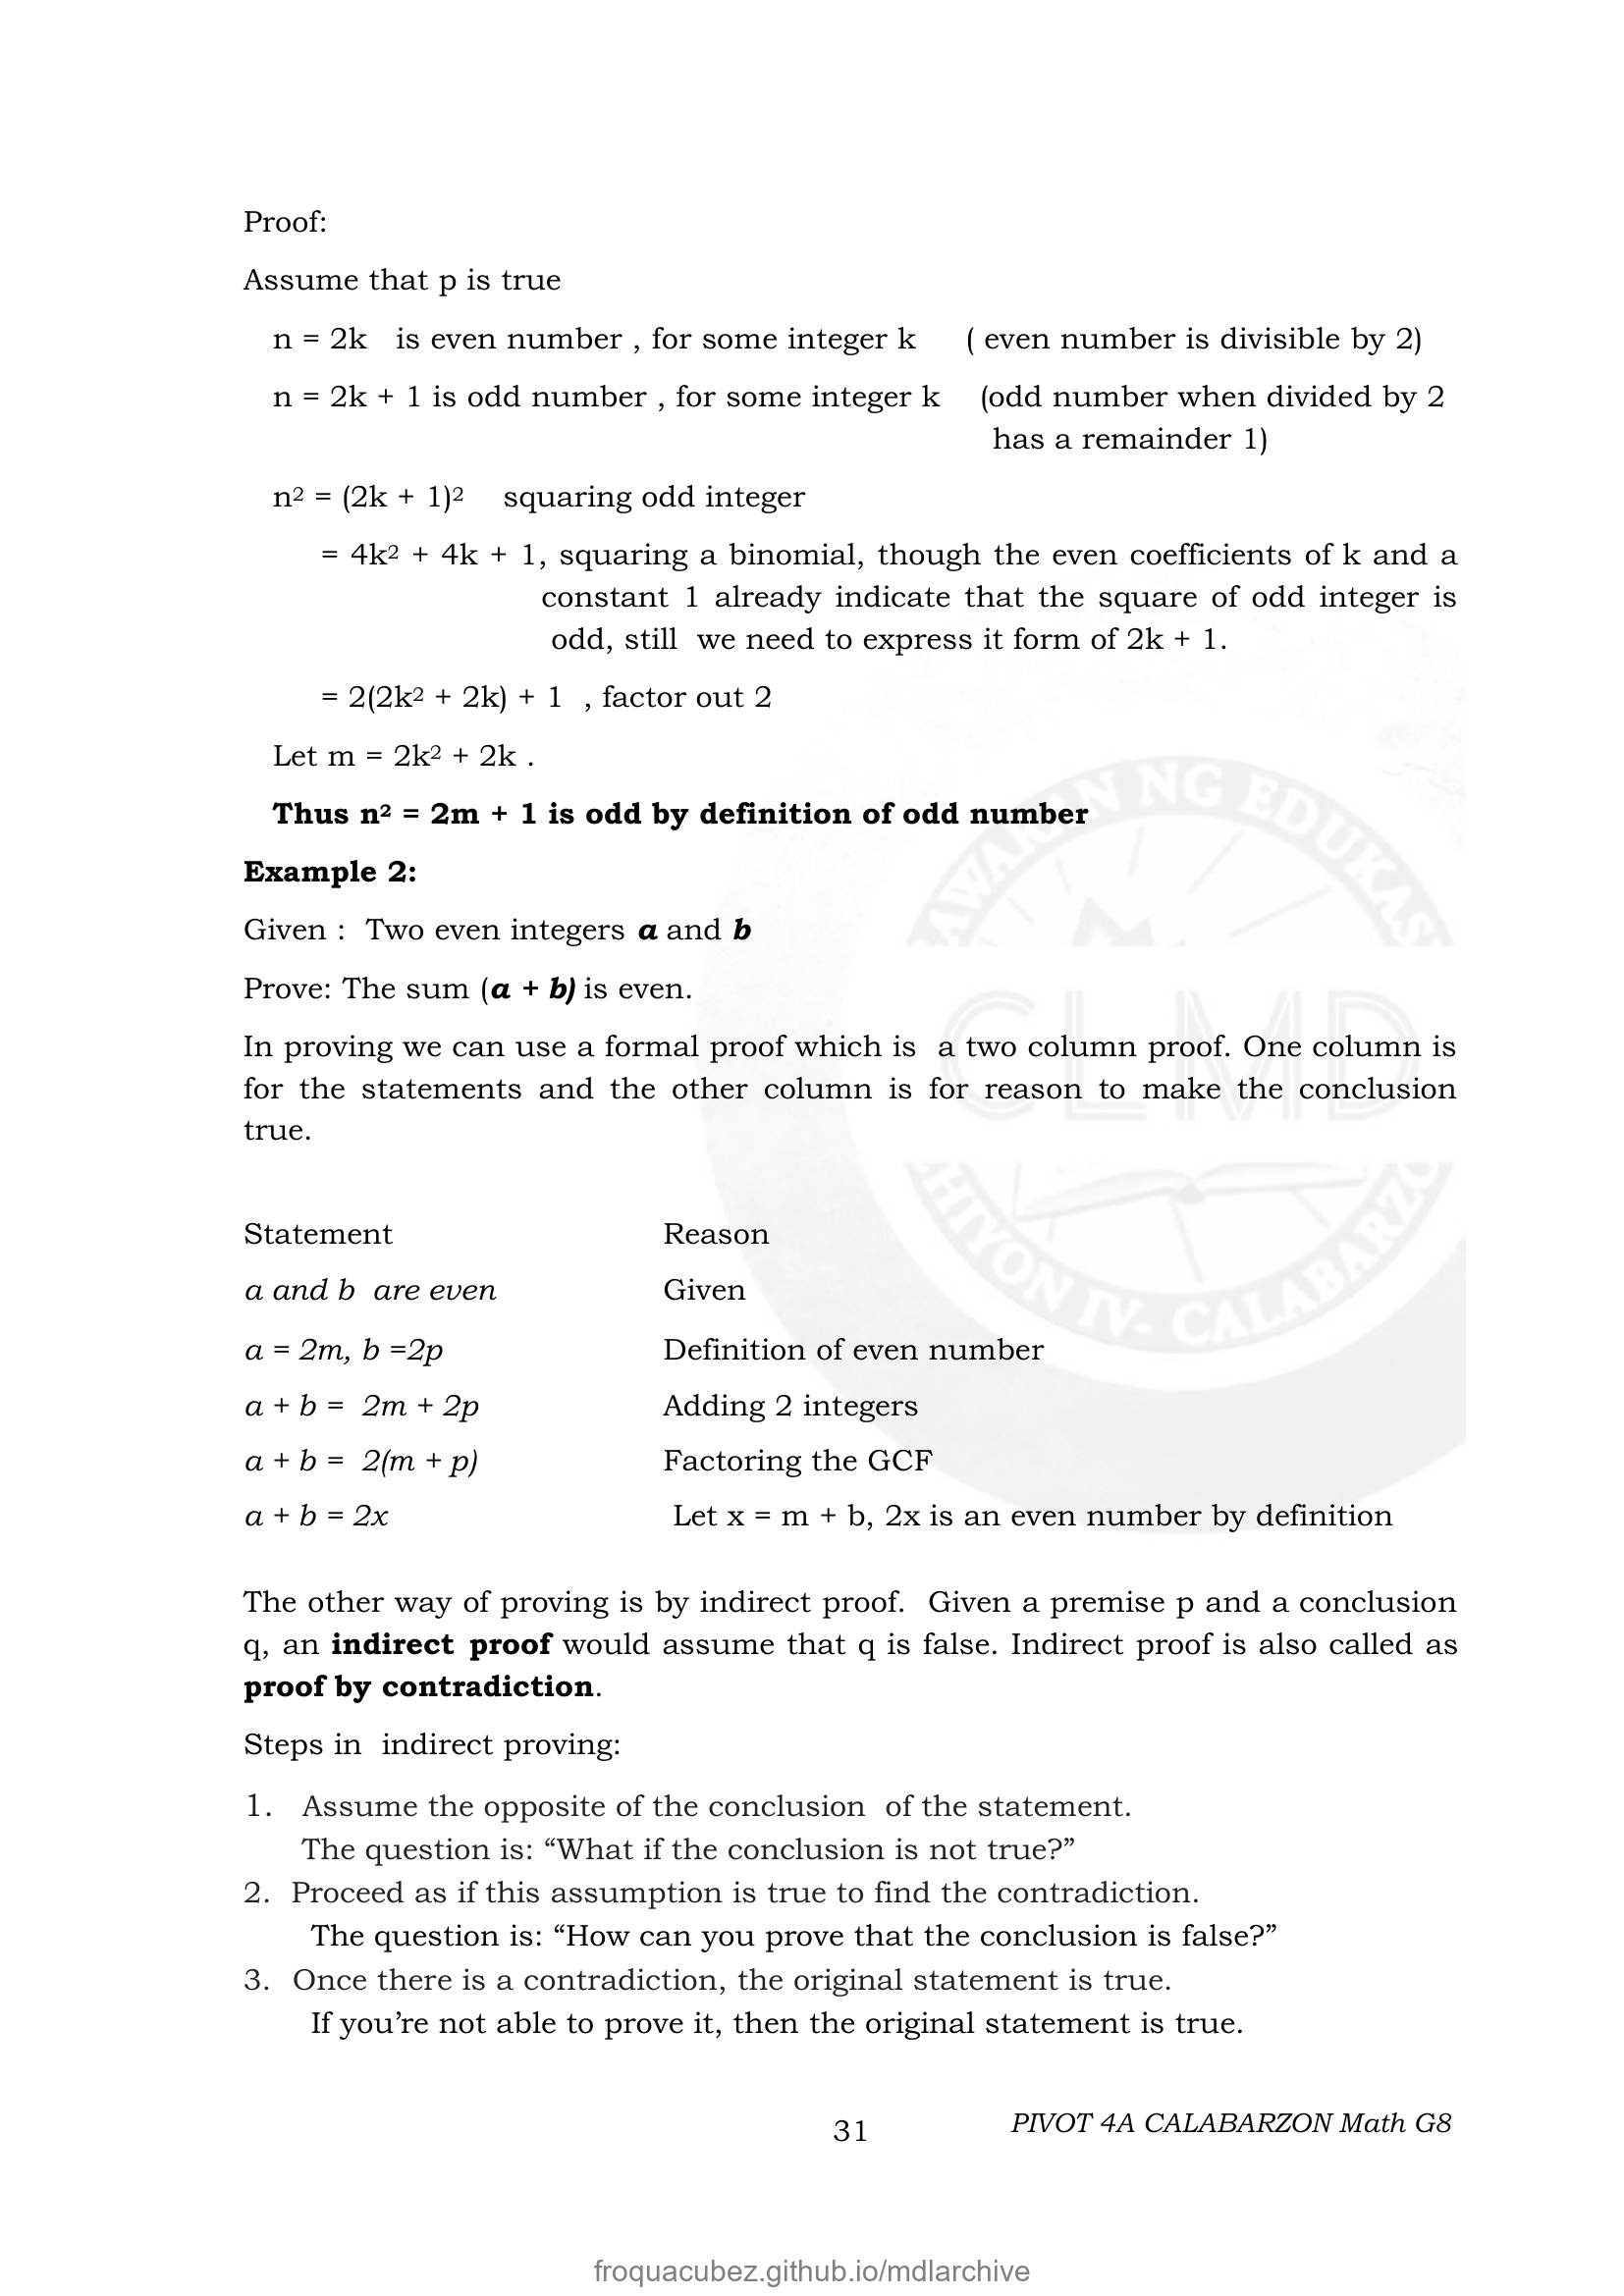 Proof:
Assume that p is true
n = 2k is even number , for some integer k ( even number is divisible by 2)
n = 2k + 1 is odd number , for some integer k (odd number when divided by 2
has a remainder 1)
n² = (2k + 1)² squaring odd integer
= 4k² + 4k + 1, squaring a binomial, though the even coefficients of k and a
constant 1 already indicate that the square of odd integer is
odd, still we need to express it form of 2k + 1.
= 2(2k² + 2k) + 1 , factor out 2
Let m = 2k² + 2k .
Thus n² = 2m + 1 is odd by definition of odd number
Example 2:
Given : Two even integers a and b
Prove: The sum (a + b) is even.
In proving we can use a formal proof which is a two column proof. One column is
for the statements and the other column is for reason to make the conclusion
true.
Statement Reason
a and b are even Given
a = 2m, b =2p Definition of even number
a + b = 2m + 2p Adding 2 integers
a + b = 2(m + p) Factoring the GCF
a + b = 2x Let x = m + b, 2x is an even number by definition
The other way of proving is by indirect proof. Given a premise p and a conclusion
q, an indirect proof would assume that q is false. Indirect proof is also called as
proof by contradiction.
Steps in indirect proving:
1. Assume the opposite of the conclusion of the statement.
The question is: “What if the conclusion is not true?”
2. Proceed as if this assumption is true to find the contradiction.
The question is: “How can you prove that the conclusion is false?”
3. Once there is a contradiction, the original statement is true.
If you’re not able to prove it, then the original statement is true.
31 PIVOT 4A CALABARZON Math G8
froquacubez.github.io/mdlarchive
CLMD